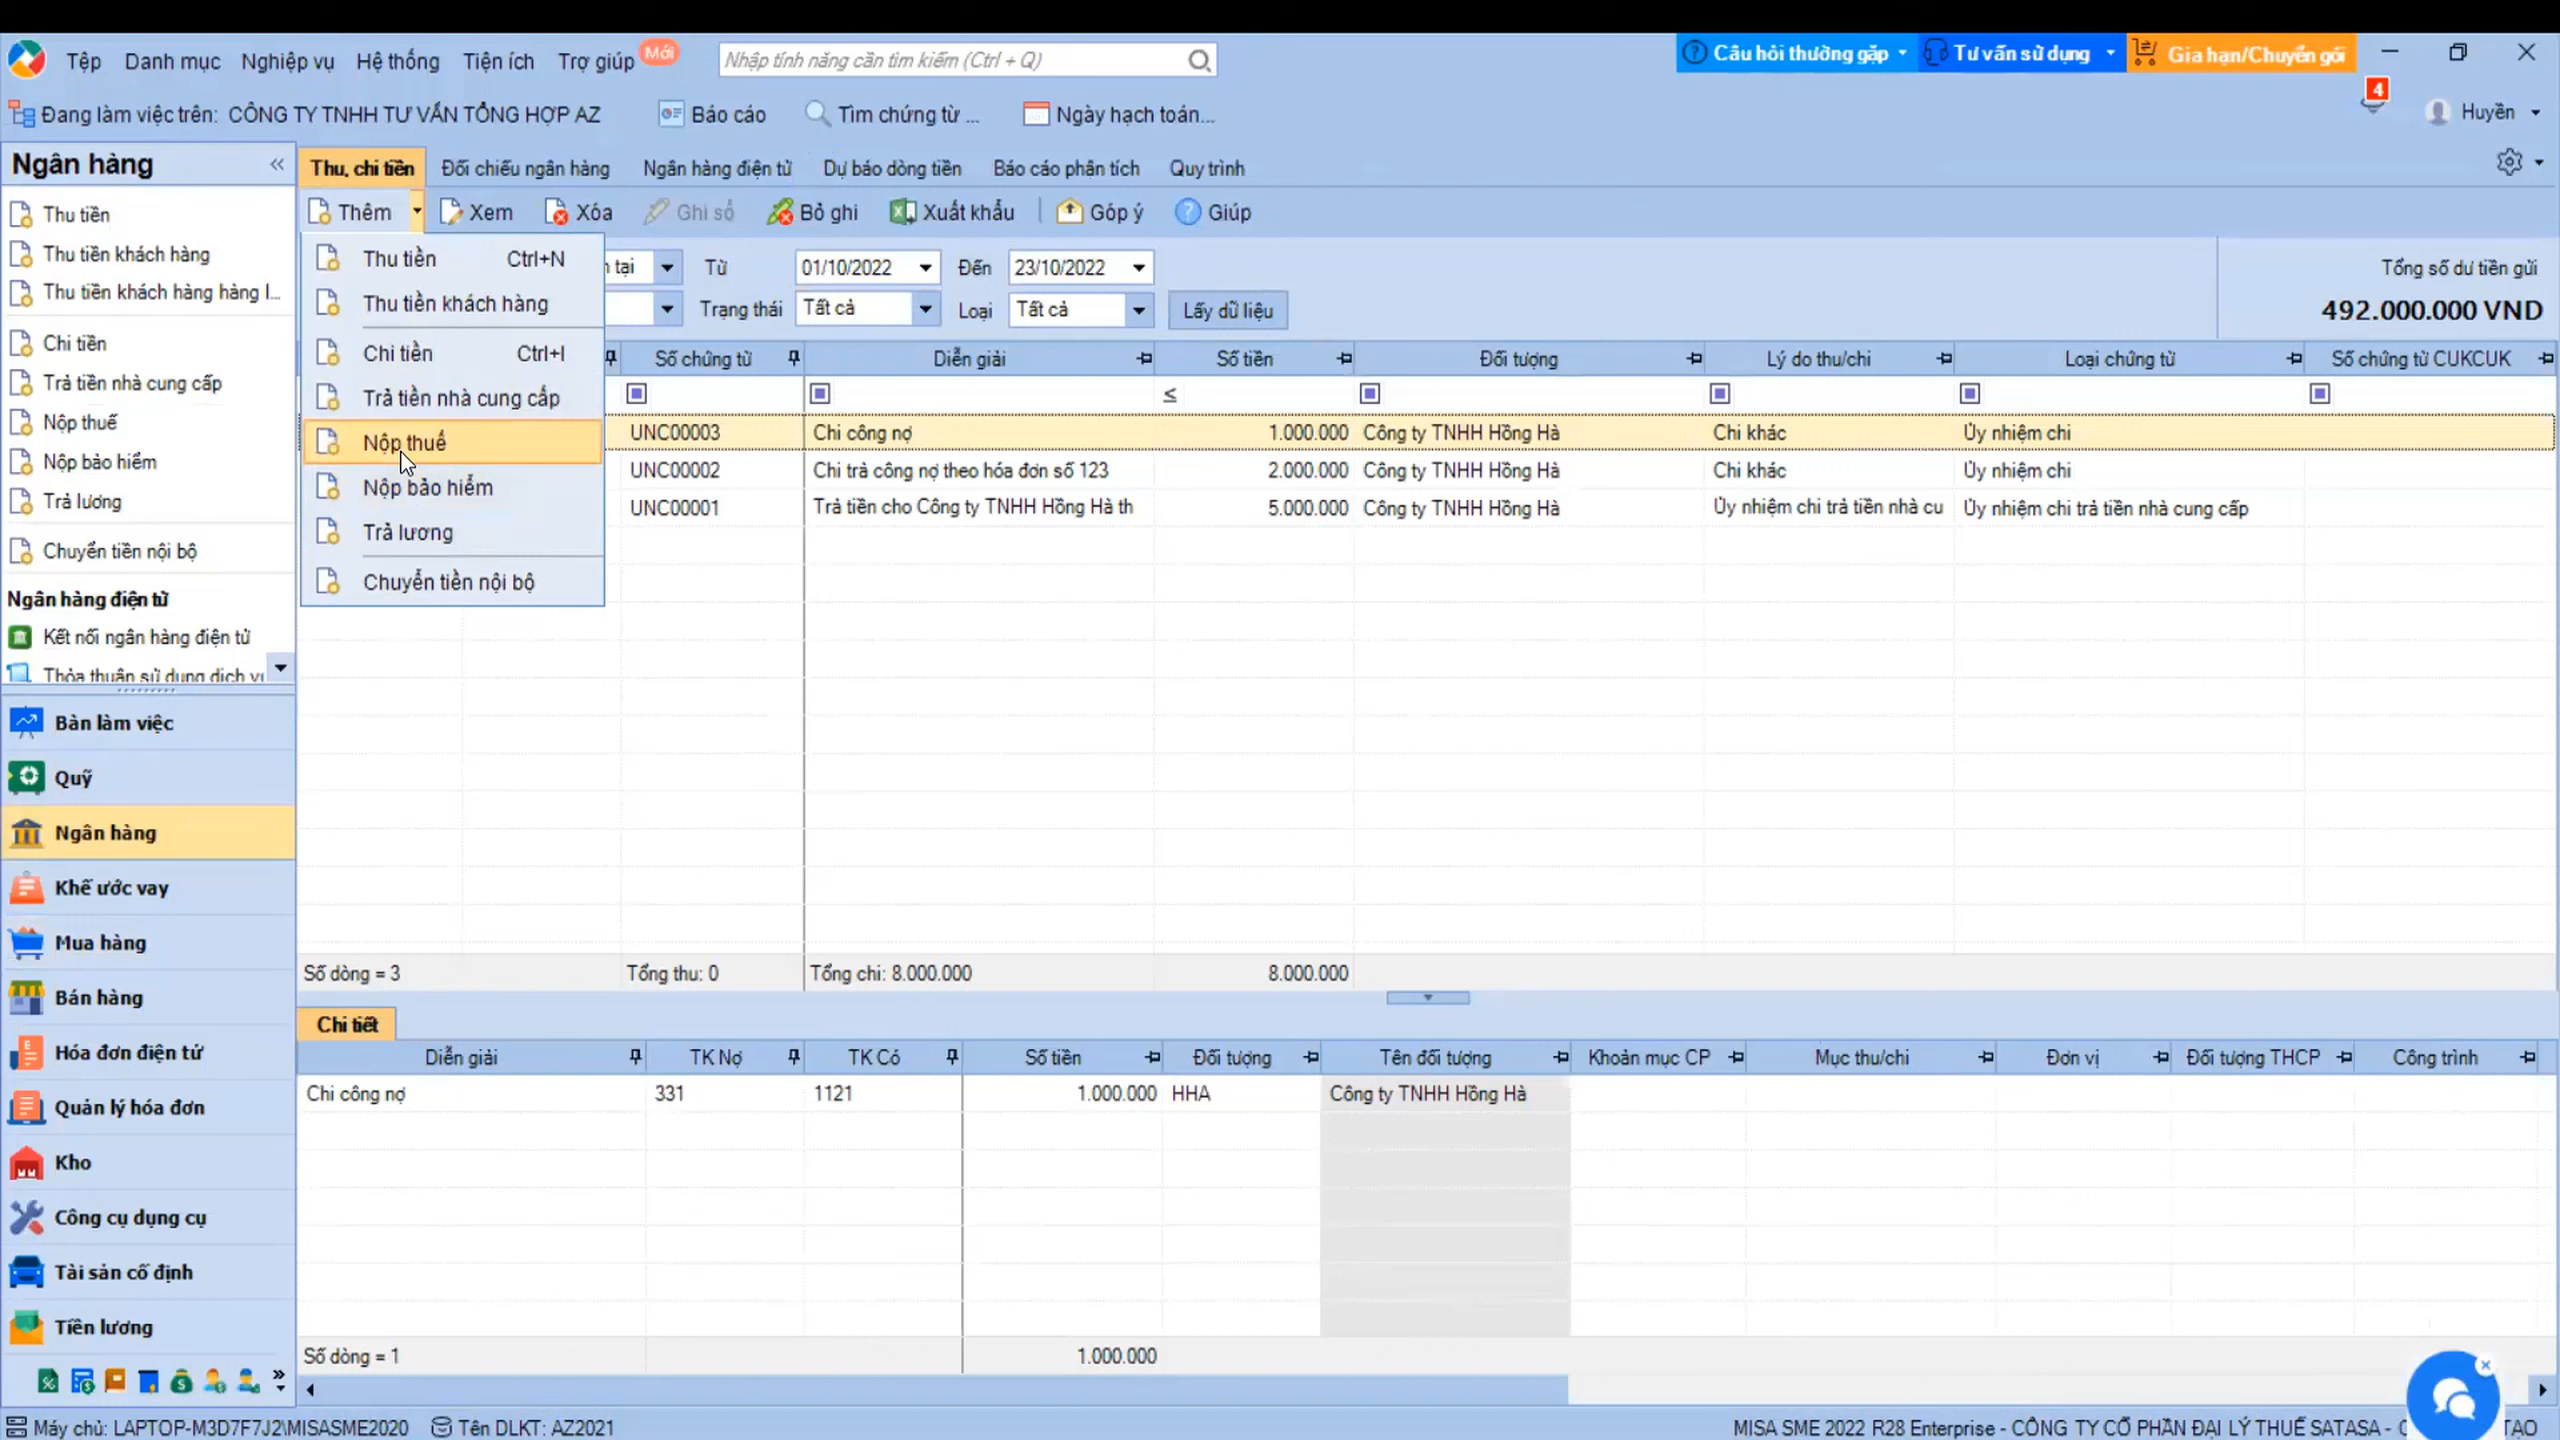 Tệp Danh mục Nghiệp vụ Hệ thống Tiện ích Trợ giúp Mới Nhập tính năng cần tìm kiếm (Ctrl + Q) Câu hỏi thường gặp Tư vấn sử dụng Gia hạn/Chuyển gói
Đang làm việc trên: CÔNG TY TNHH TƯ VẤN TỔNG HỢP AZ Báo cáo Tìm chứng từ ... Ngày hạch toán... 4 Huyền
Ngân hàng
Thu, chi tiền Đối chiếu ngân hàng Ngân hàng điện tử Dự báo dòng tiền Báo cáo phân tích Quy trình
Thêm Xem Xóa Ghi sổ Bỏ ghi Xuất khẩu Góp ý Giúp
Thu tiền
Thu tiền khách hàng
Thu tiền khách hàng hàng l...
Chi tiền
Trả tiền nhà cung cấp
Nộp thuế
Nộp bảo hiểm
Trả lương
Chuyển tiền nội bộ
Ngân hàng điện tử
Kết nối ngân hàng điện tử
Thỏa thuận sử dụng dịch vụ
Thu tiền Ctrl+N
Thu tiền khách hàng
Chi tiền Ctrl+I
Trả tiền nhà cung cấp
Nộp thuế
Nộp bảo hiểm
Trả lương
Chuyển tiền nội bộ
tại Từ 01/10/2022 Đến 23/10/2022
Trạng thái Tất cả Loại Tất cả Lấy dữ liệu
Tổng số dư tiền gửi
492.000.000 VND
Số chứng từ Diễn giải Số tiền Đối tượng Lý do thu/chi Loại chứng từ Số chứng từ CUKCUK
≤
UNC00003 Chi công nợ 1.000.000 Công ty TNHH Hồng Hà Chi khác Ủy nhiệm chi
UNC00002 Chi trả công nợ theo hóa đơn số 123 2.000.000 Công ty TNHH Hồng Hà Chi khác Ủy nhiệm chi
UNC00001 Trả tiền cho Công ty TNHH Hồng Hà th 5.000.000 Công ty TNHH Hồng Hà Ủy nhiệm chi trả tiền nhà cu Ủy nhiệm chi trả tiền nhà cung cấp
Số dòng = 3 Tổng thu: 0 Tổng chi: 8.000.000 8.000.000
Bàn làm việc
Quỹ
Ngân hàng
Khế ước vay
Mua hàng
Bán hàng
Hóa đơn điện tử
Quản lý hóa đơn
Kho
Công cụ dụng cụ
Tài sản cố định
Tiền lương
Chi tiết
Diễn giải TK Nợ TK Có Số tiền Đối tượng Tên đối tượng Khoản mục CP Mục thu/chi Đơn vị Đối tượng THCP Công trình
Chi công nợ 331 1121 1.000.000 HHA Công ty TNHH Hồng Hà
Số dòng = 1 1.000.000
Máy chủ: LAPTOP-M3D7F7J2\MISASME2020 Tên DLKT: AZ2021 MISA SME 2022 R28 Enterprise - CÔNG TY CỔ PHẦN ĐẠI LÝ THUẾ SATASA - TẠO